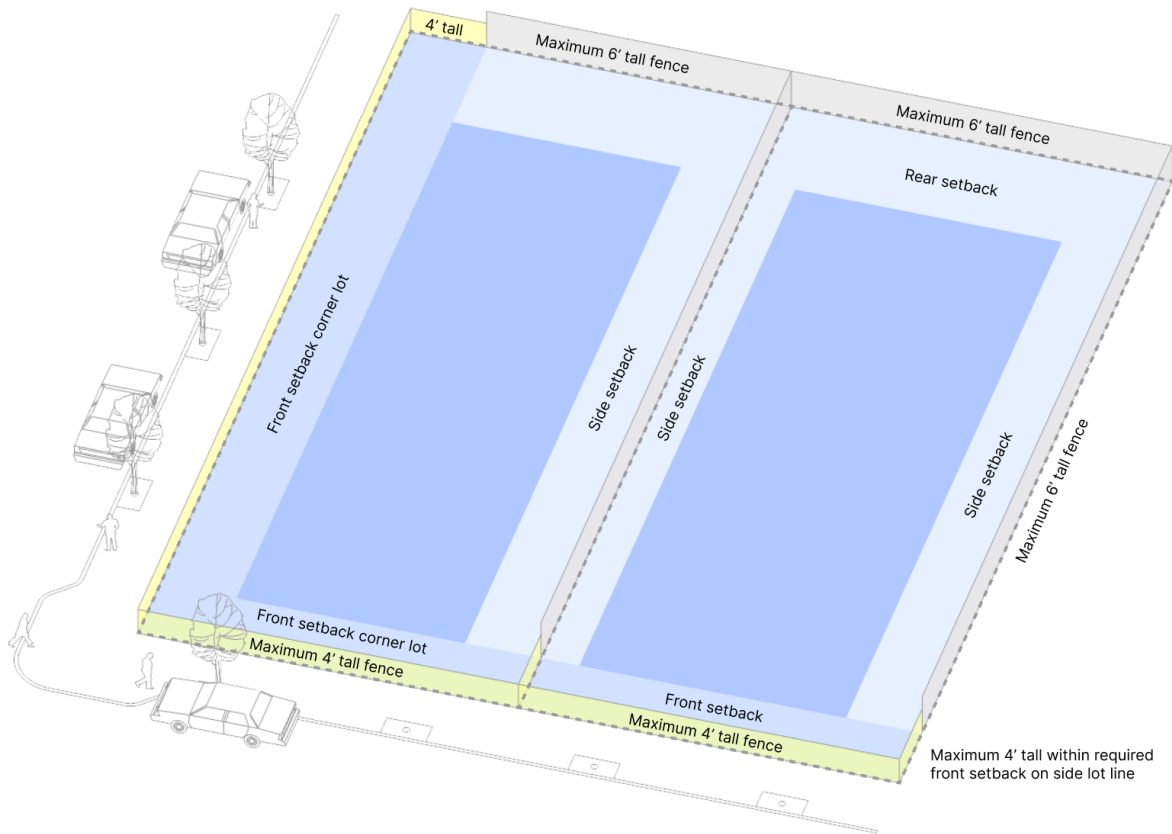 4’ tall
Maximum 6’ tall fence
Maximum 6’ tall fence
Rear setback
Front setback corner lot
Side setback
Side setback
Side setback
Maximum 6’ tall fence
Front setback corner lot
Maximum 4’ tall fence
Front setback
Maximum 4’ tall fence
Maximum 4’ tall within required
front setback on side lot line